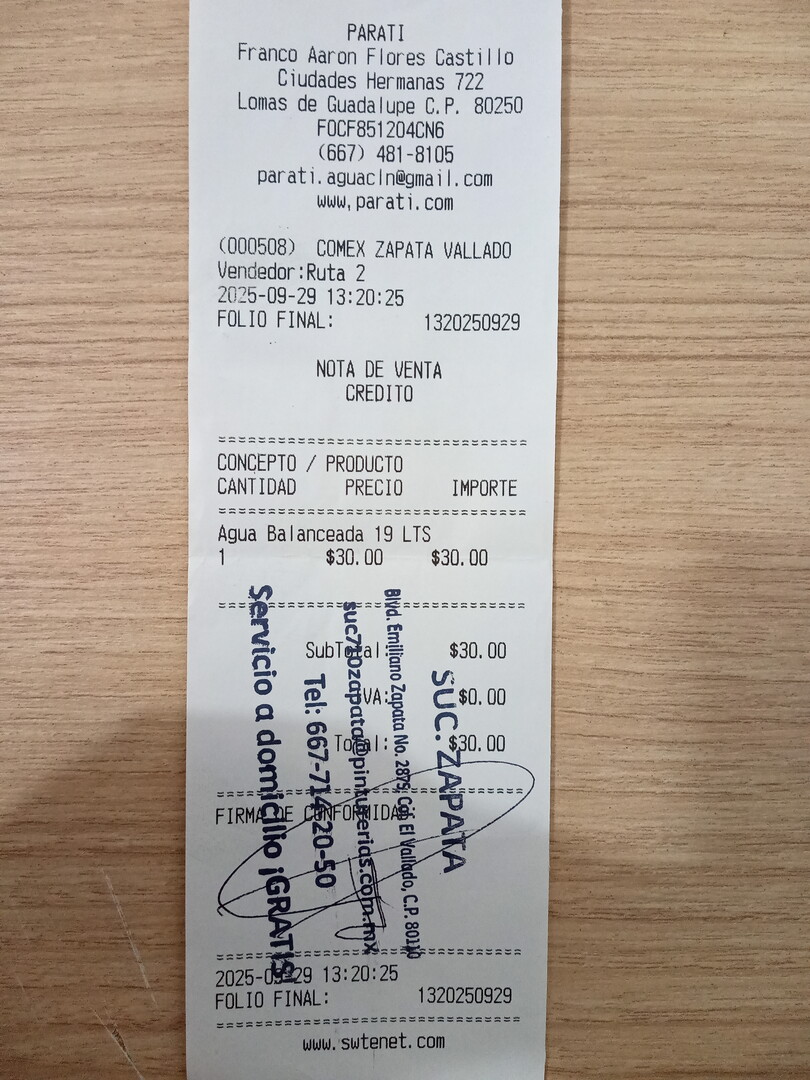 PARATI
Franco Aaron Flores Castillo
Ciudades Hermanas 722
Lomas de Guadalupe C.P. 80250
FOCF851204CN6
(667) 481-8105
parati.aguacln@gmail.com
www.parati.com
(000508) COMEX ZAPATA VALLADO
Vendedor:Ruta 2
2025-09-29 13:20:25
FOLIO FINAL: 1320250929
NOTA DE VENTA
CREDITO
CONCEPTO / PRODUCTO
CANTIDAD PRECIO IMPORTE
Agua Balanceada 19 LTS
1 $30.00 $30.00
SubTotal: $30.00
IVA: $0.00
Total: $30.00
FIRMA DE CONFORMIDAD
SUC. ZAPATA
Blvd. Emiliano Zapata No. 2875, Col. El Vallado, C.P. 80110
suc710zapata@pinturerias.com.mx
Tel: 667-714-20-50
Servicio a domicilio ¡GRATIS!
2025-09-29 13:20:25
FOLIO FINAL: 1320250929
www.swtenet.com